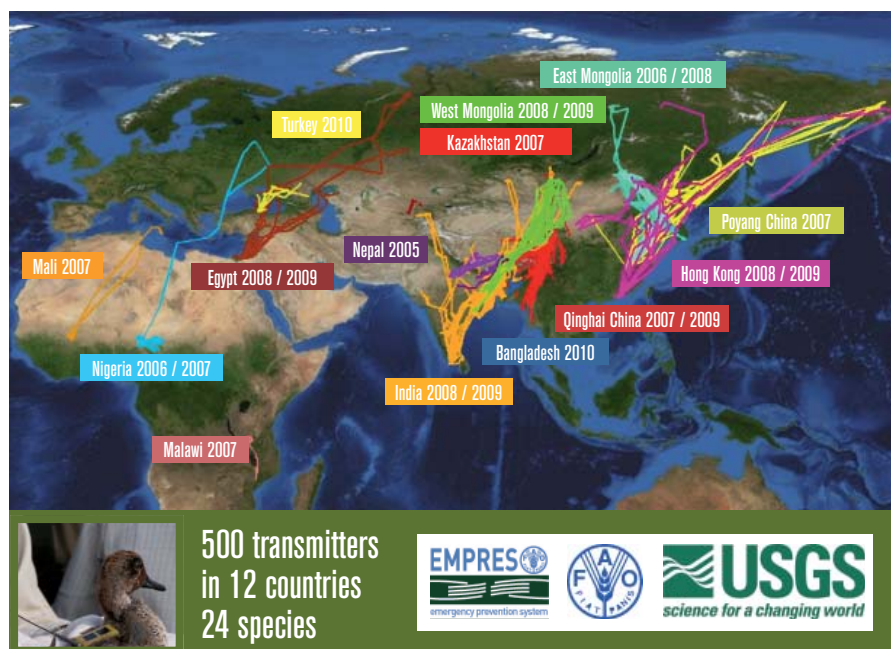 East Mongolia 2006 / 2008
West Mongolia 2008 / 2009
Turkey 2010
Kazakhstan 2007
Poyang China 2007
Nepal 2005
Mali 2007
Egypt 2008 / 2009
Hong Kong 2008 / 2009
Qinghai China 2007 / 2009
Bangladesh 2010
Nigeria 2006 / 2007
India 2008 / 2009
Malawi 2007
500 transmitters
in 12 countries
24 species
EMPRES
emergency prevention system
F A O
FIAT PANIS
USGS
science for a changing world